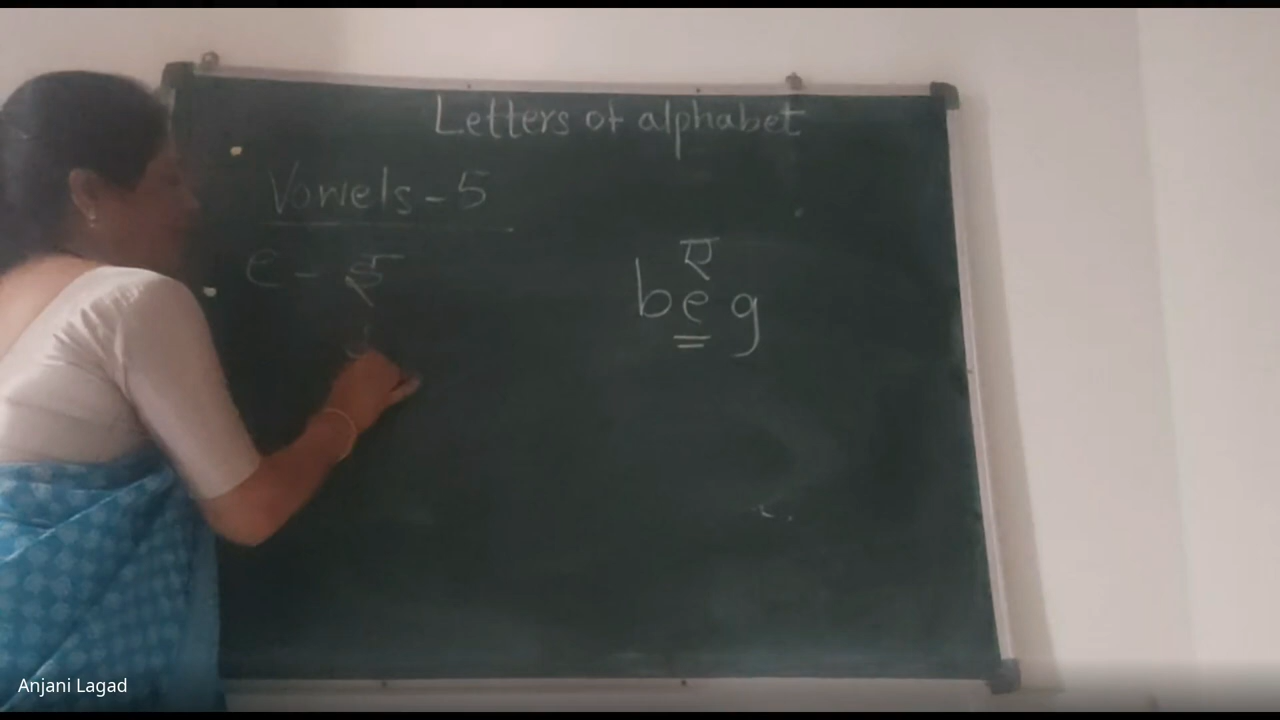 Letters of alphabet
Vowels - 5
e - इ
ए
beg
Anjani Lagad